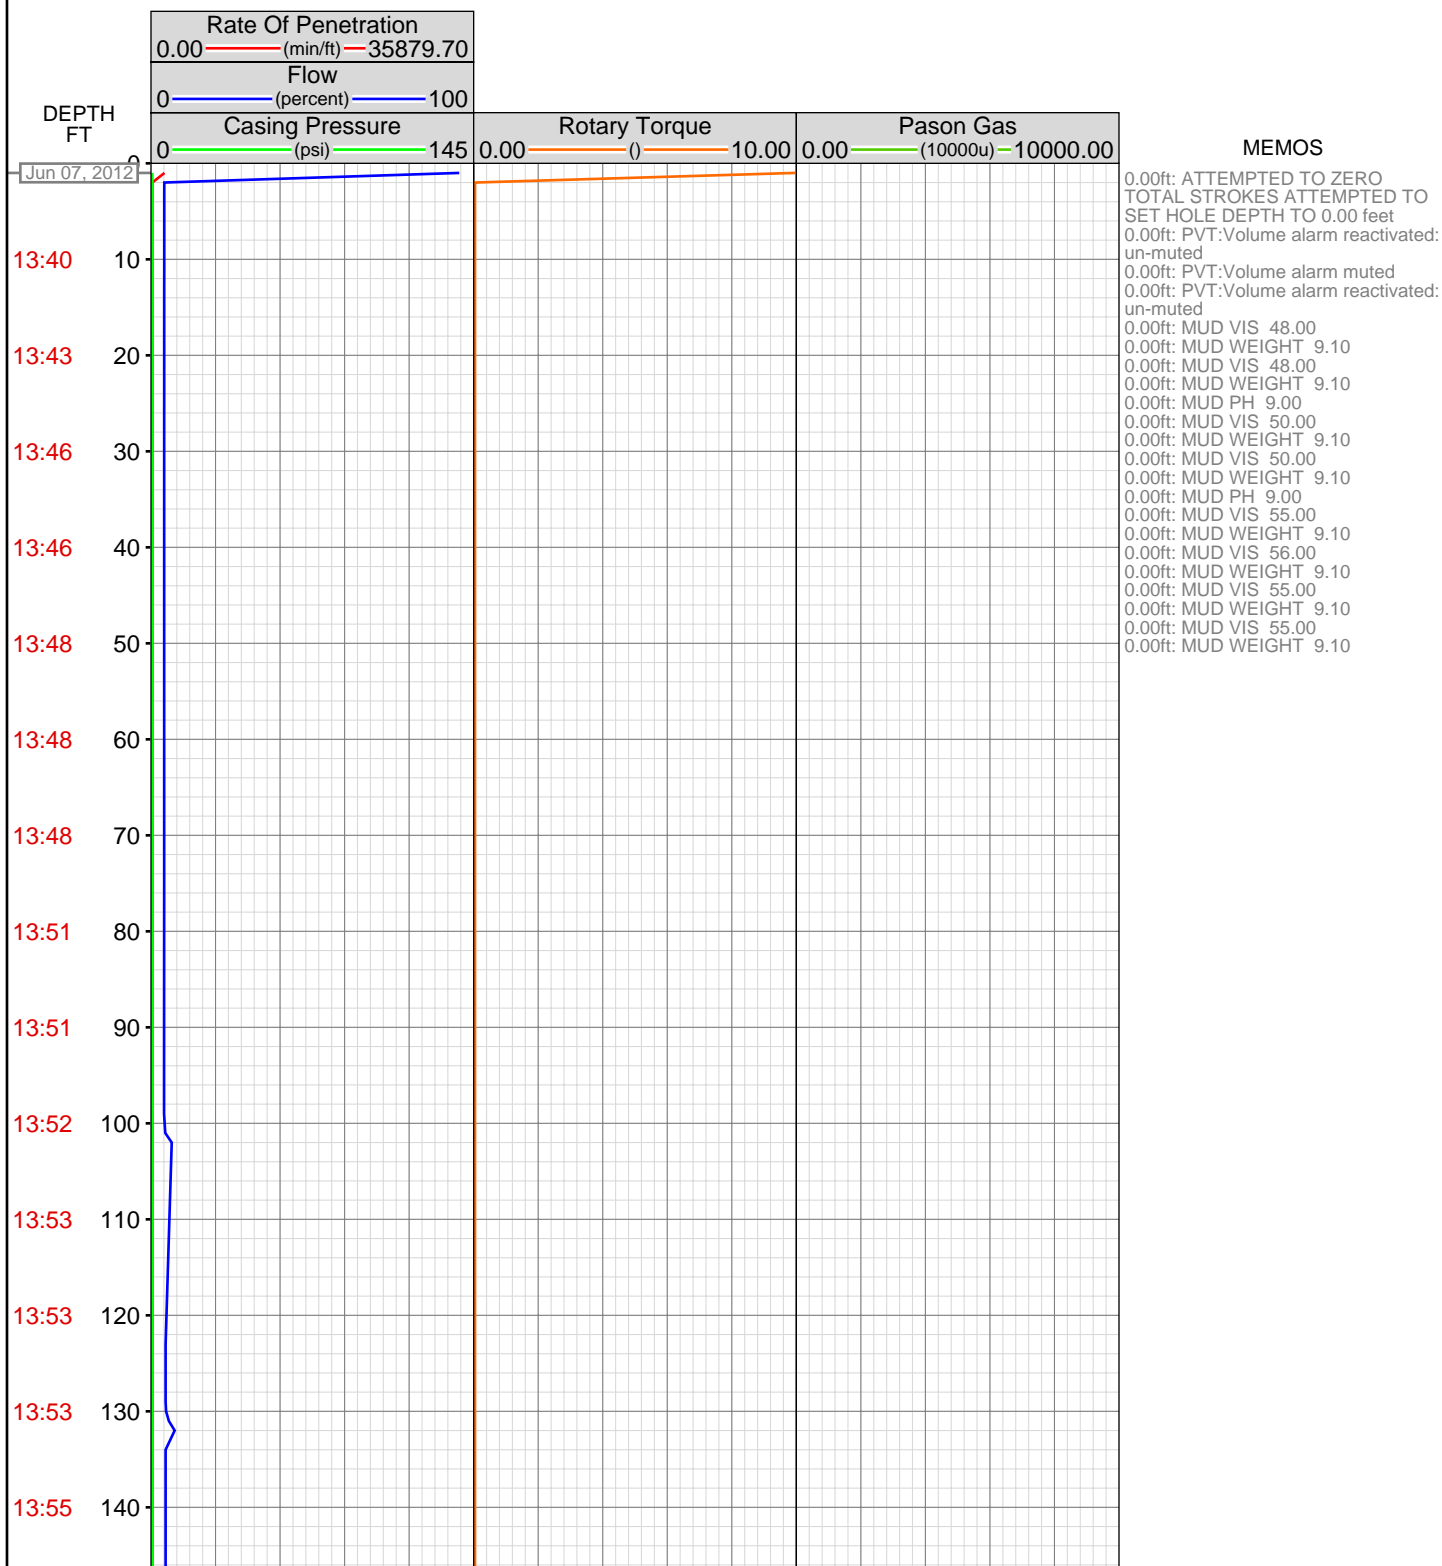 Rate Of Penetration
0.00 (min/ft) 35879.70
Flow
0 (percent) 100
DEPTH
FT
Casing Pressure
0 (psi) 145
Rotary Torque
0.00 () 10.00
Pason Gas
0.00 (10000u) 10000.00
MEMOS
0
Jun 07, 2012
13:40 10
13:43 20
13:46 30
13:46 40
13:48 50
13:48 60
13:48 70
13:51 80
13:51 90
13:52 100
13:53 110
13:53 120
13:53 130
13:55 140
0.00ft: ATTEMPTED TO ZERO
TOTAL STROKES ATTEMPTED TO
SET HOLE DEPTH TO 0.00 feet
0.00ft: PVT:Volume alarm reactivated:
un-muted
0.00ft: PVT:Volume alarm muted
0.00ft: PVT:Volume alarm reactivated:
un-muted
0.00ft: MUD VIS 48.00
0.00ft: MUD WEIGHT 9.10
0.00ft: MUD VIS 48.00
0.00ft: MUD WEIGHT 9.10
0.00ft: MUD PH 9.00
0.00ft: MUD VIS 50.00
0.00ft: MUD WEIGHT 9.10
0.00ft: MUD VIS 50.00
0.00ft: MUD WEIGHT 9.10
0.00ft: MUD PH 9.00
0.00ft: MUD VIS 55.00
0.00ft: MUD WEIGHT 9.10
0.00ft: MUD VIS 56.00
0.00ft: MUD WEIGHT 9.10
0.00ft: MUD VIS 55.00
0.00ft: MUD WEIGHT 9.10
0.00ft: MUD VIS 55.00
0.00ft: MUD WEIGHT 9.10